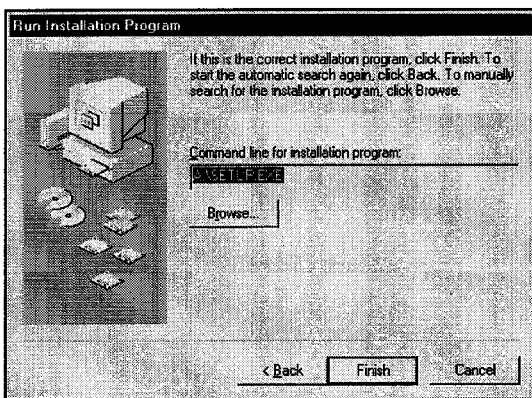 Run Installation Program
If this is the correct installation program, click Finish. To
start the automatic search again, click Back. To manually
search for the installation program, click Browse.
Command line for installation program:
Browse...
< Back
Finish
Cancel